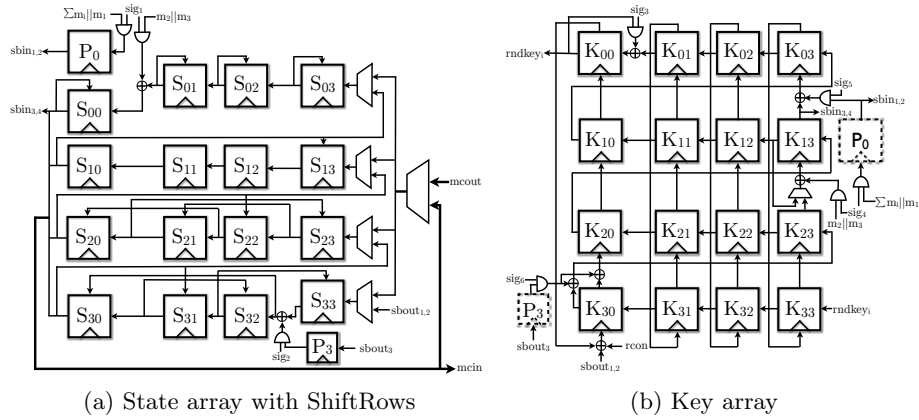 ∑mᵢ||m₁
sig₁
m₂||m₃
sbin₁,₂
P₀
S₀₁
S₀₂
S₀₃
sbin₃,₄
S₀₀
S₁₀
S₁₁
S₁₂
S₁₃
mcout
S₂₀
S₂₁
S₂₂
S₂₃
S₃₀
S₃₁
S₃₂
S₃₃
sbout₁,₂
sig₂
P₃
sbout₃
mcin
(a) State array with ShiftRows
sig₃
rndkeyᵢ
K₀₀
K₀₁
K₀₂
K₀₃
sig₅
sbin₁,₂
sbin₃,₄
K₁₀
K₁₁
K₁₂
K₁₃
P₀
∑mᵢ||m₁
sig₄
m₂||m₃
K₂₀
K₂₁
K₂₂
K₂₃
sig₆
P₃
sbout₃
K₃₀
K₃₁
K₃₂
K₃₃
rndkeyᵢ
rcon
sbout₁,₂
(b) Key array